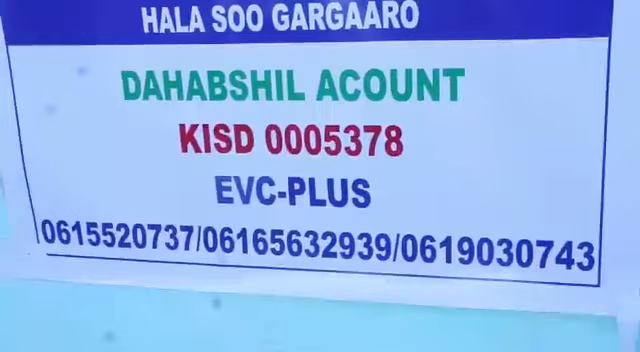 HALA SOO GARGAARO
DAHABSHIL ACOUNT
KISD 0005378
EVC-PLUS
0615520737/06165632939/0619030743